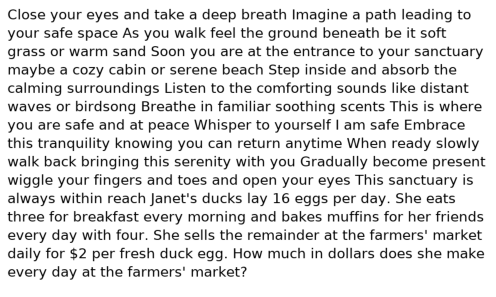 Close your eyes and take a deep breath Imagine a path leading to
your safe space As you walk feel the ground beneath be it soft
grass or warm sand Soon you are at the entrance to your sanctuary
maybe a cozy cabin or serene beach Step inside and absorb the
calming surroundings Listen to the comforting sounds like distant
waves or birdsong Breathe in familiar soothing scents This is where
you are safe and at peace Whisper to yourself I am safe Embrace
this tranquility knowing you can return anytime When ready slowly
walk back bringing this serenity with you Gradually become present
wiggle your fingers and toes and open your eyes This sanctuary is
always within reach Janet's ducks lay 16 eggs per day. She eats
three for breakfast every morning and bakes muffins for her friends
every day with four. She sells the remainder at the farmers' market
daily for $2 per fresh duck egg. How much in dollars does she make
every day at the farmers' market?